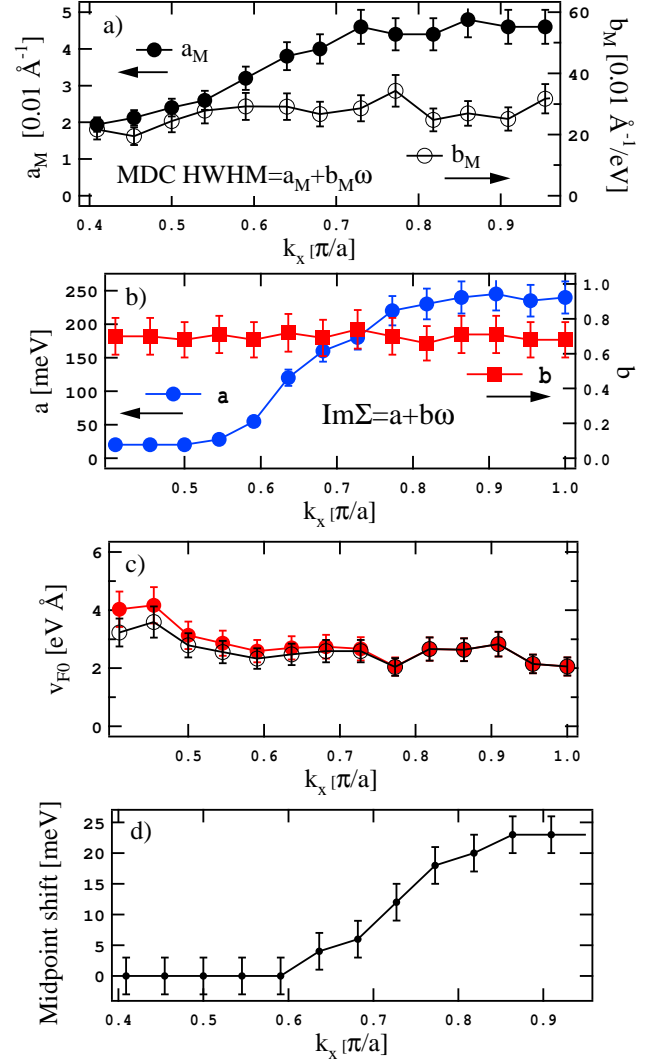 a)
5
4
3
2
1
0
a_M [0.01 Å⁻¹]
a_M
b_M
MDC HWHM=a_M+b_Mω
60
40
20
0
b_M [0.01 Å⁻¹/eV]
0.4 0.5 0.6 0.7 0.8 0.9
k_x [π/a]
b)
250
200
150
100
50
0
a [meV]
a
b
ImΣ=a+bω
1.0
0.8
0.6
0.4
0.2
0.0
b
0.5 0.6 0.7 0.8 0.9 1.0
k_x [π/a]
c)
6
4
2
0
v_F0 [eV Å]
0.5 0.6 0.7 0.8 0.9 1.0
k_x [π/a]
d)
25
20
15
10
5
0
Midpoint shift [meV]
0.4 0.5 0.6 0.7 0.8 0.9
k_x [π/a]